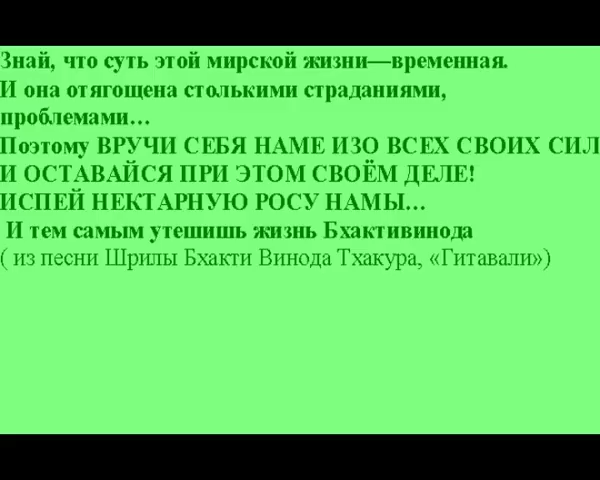 Знай, что суть этой мирской жизни—временная.
И она отягощена столькими страданиями,
проблемами…
Поэтому ВРУЧИ СЕБЯ НАМЕ ИЗО ВСЕХ СВОИХ СИЛ
И ОСТАВАЙСЯ ПРИ ЭТОМ СВОЁМ ДЕЛЕ!
ИСПЕЙ НЕКТАРНУЮ РОСУ НАМЫ…
И тем самым утешишь жизнь Бхактивинода
( из песни Шрилы Бхакти Винода Тхакура, «Гитавали»)